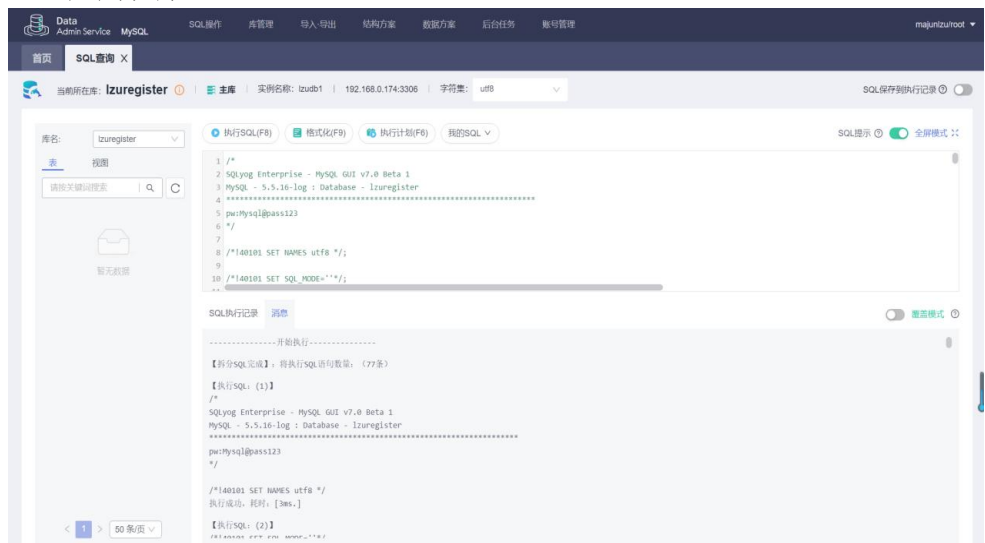 Data
Admin Service MySQL
SQL操作 库管理 导入·导出 结构方案 数据方案 后台任务 账号管理
majunlzu/root
首页 SQL查询 X
当前所在库: lzuregister 主库 实例名称: lzudb1 192.168.0.174:3306 字符集: utf8
SQL保存到执行记录
库名: lzuregister
表 视图
请按关键词搜索
暂无数据
< 1 > 50 条/页
执行SQL(F8) 格式化(F9) 执行计划(F6) 我的SQL
SQL提示 全屏模式
1 /*
2 SQLyog Enterprise - MySQL GUI v7.0 Beta 1
3 MySQL - 5.5.16-log : Database - lzuregister
4 *********************************************************************
5 pw:Mysql@pass123
6 */
7
8 /*!40101 SET NAMES utf8 */;
9
10 /*!40101 SET SQL_MODE=''*/;
SQL执行记录 消息
覆盖模式
---------------开始执行---------------
【拆分SQL完成】：将执行SQL语句数量：（77条）
【执行SQL：(1)】
/*
SQLyog Enterprise - MySQL GUI v7.0 Beta 1
MySQL - 5.5.16-log : Database - lzuregister
*********************************************************************
pw:Mysql@pass123
*/
/*!40101 SET NAMES utf8 */
执行成功，耗时：[3ms.]
【执行SQL：(2)】
/*!40101 SET SQL_MODE=''*/